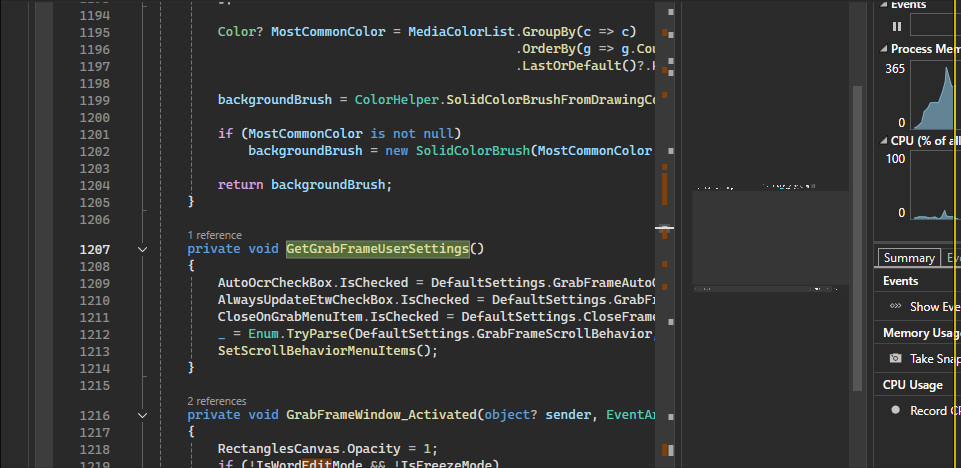 1194
1195 Color? MostCommonColor = MediaColorList.GroupBy(c => c)
1196 .OrderBy(g => g.Cou
1197 .LastOrDefault()?.
1198
1199 backgroundBrush = ColorHelper.SolidColorBrushFromDrawingCo
1200
1201 if (MostCommonColor is not null)
1202 backgroundBrush = new SolidColorBrush(MostCommonColor
1203
1204 return backgroundBrush;
1205 }
1206
1 reference
1207 private void GetGrabFrameUserSettings()
1208 {
1209 AutoOcrCheckBox.IsChecked = DefaultSettings.GrabFrameAutoO
1210 AlwaysUpdateEtwCheckBox.IsChecked = DefaultSettings.GrabF
1211 CloseOnGrabMenuItem.IsChecked = DefaultSettings.CloseFrame
1212 _ = Enum.TryParse(DefaultSettings.GrabFrameScrollBehavior,
1213 SetScrollBehaviorMenuItems();
1214 }
1215
2 references
1216 private void GrabFrameWindow_Activated(object? sender, EventAr
1217 {
1218 RectanglesCanvas.Opacity = 1;
1219 if (!IsWordEditMode && !IsFreezeMode)
Events
Process Mem
365
0
CPU (% of all
100
0
Summary Eve
Events
Show Eve
Memory Usag
Take Snap
CPU Usage
Record CP